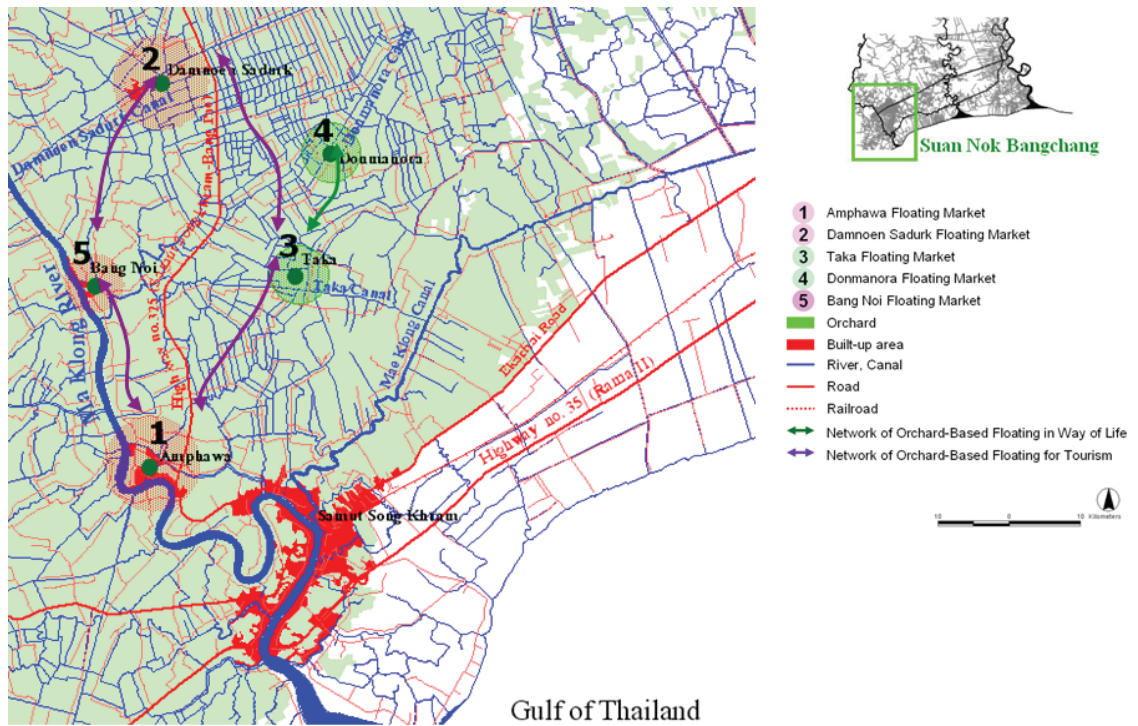 2
Damnoen Sadurk
Damnoen Saduek Canal
Donmanora Canal
4
Donmanora
5
Bang Noi
3
Taka
Taka Canal
Ma Klong River
Mae Klong Canal
Ekachai Road
Highway no. 35 (Rama II)
1
Amphawa
Samut Song Khram
Gulf of Thailand
Suan Nok Bangchang
1 Amphawa Floating Market
2 Damnoen Sadurk Floating Market
3 Taka Floating Market
4 Donmanora Floating Market
5 Bang Noi Floating Market
Orchard
Built-up area
River, Canal
Road
Railroad
Network of Orchard-Based Floating in Way of Life
Network of Orchard-Based Floating for Tourism
10 0 10 Kilometers